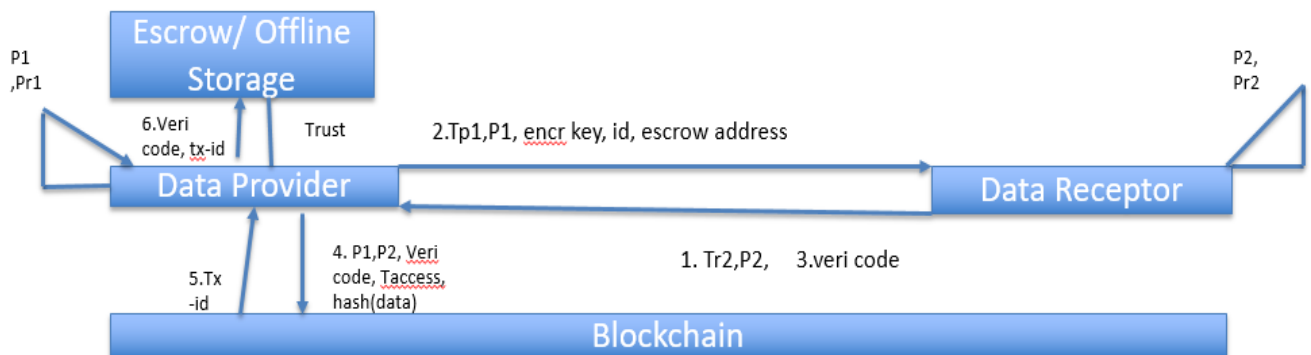 Escrow/ Offline
Storage
P1
,Pr1
P2,
Pr2
6.Veri
code, tx-id
Trust
2.Tp1,P1, encr key, id, escrow address
Data Provider
Data Receptor
4. P1,P2, Veri
code, Taccess,
hash(data)
1. Tr2,P2,
3.veri code
5.Tx
-id
Blockchain